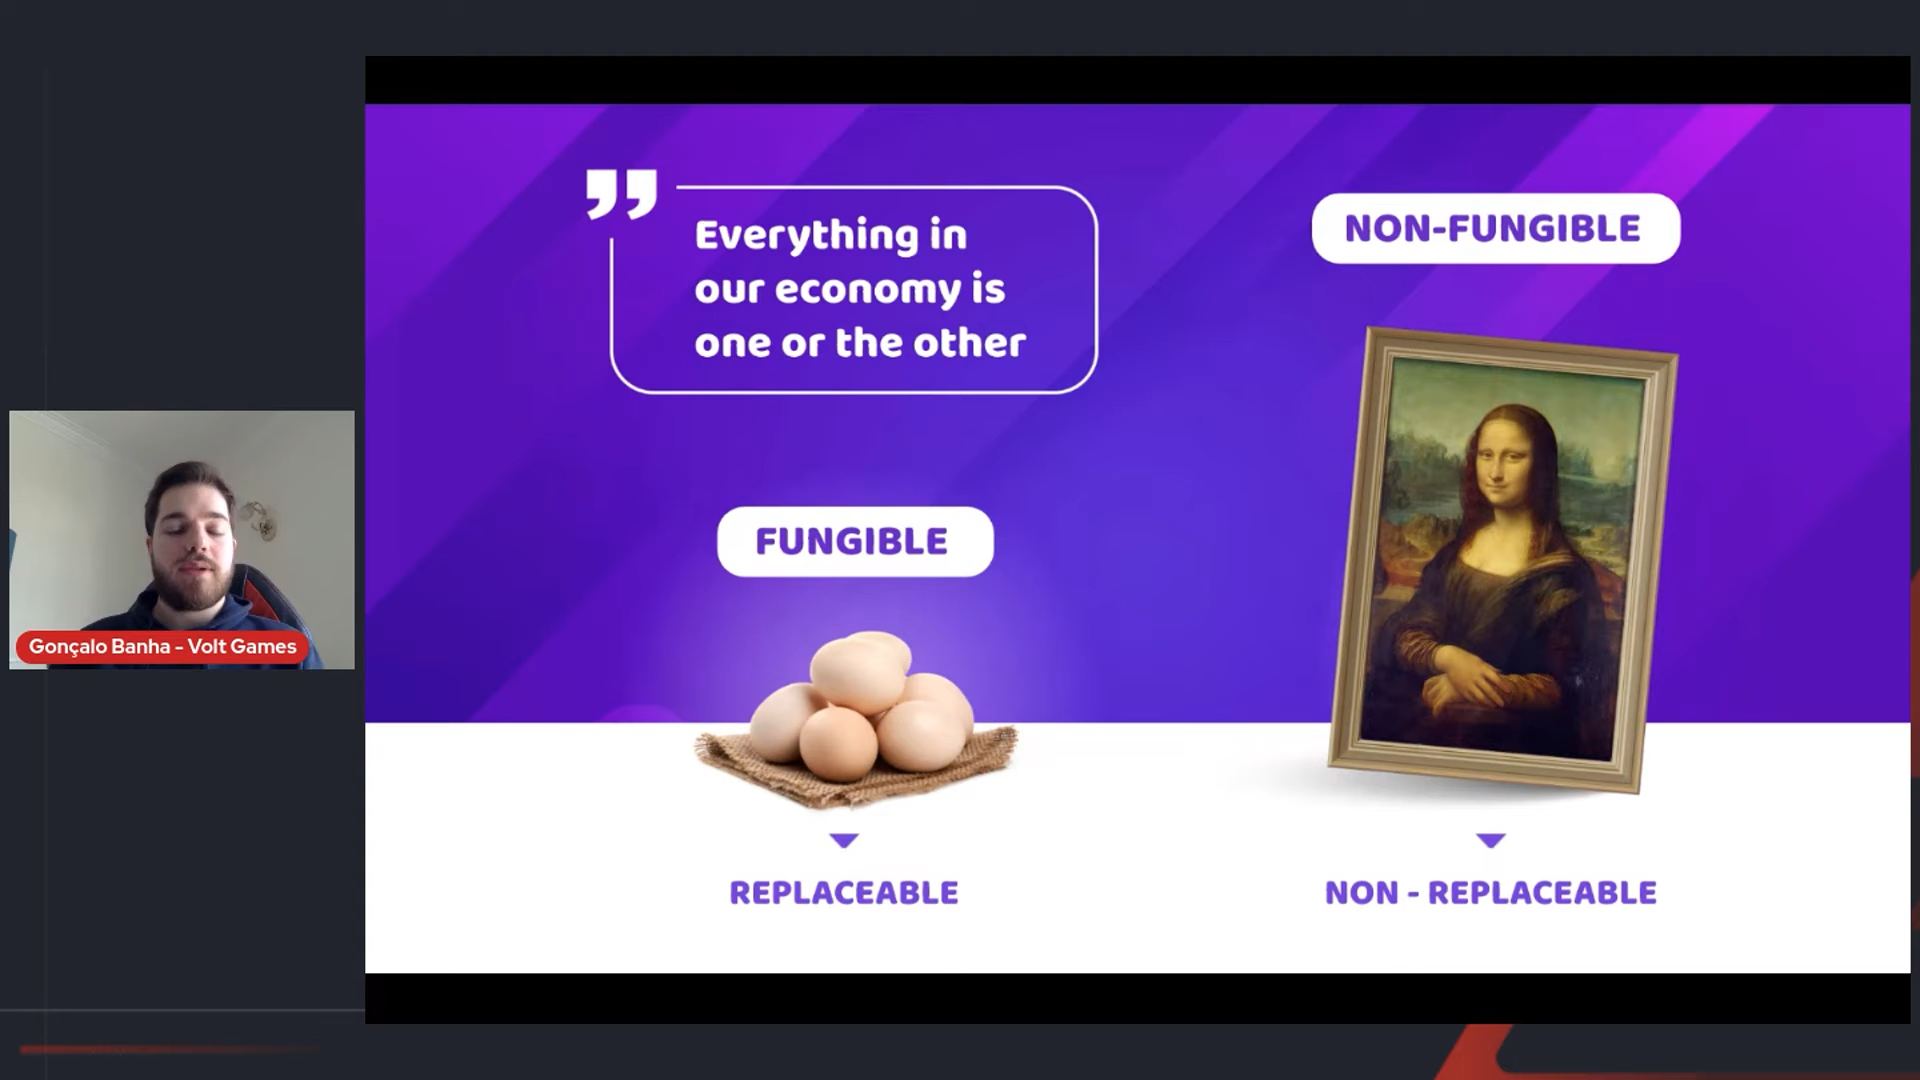 Everything in
our economy is
one or the other
NON-FUNGIBLE
FUNGIBLE
Gonçalo Banha - Volt Games
REPLACEABLE
NON - REPLACEABLE